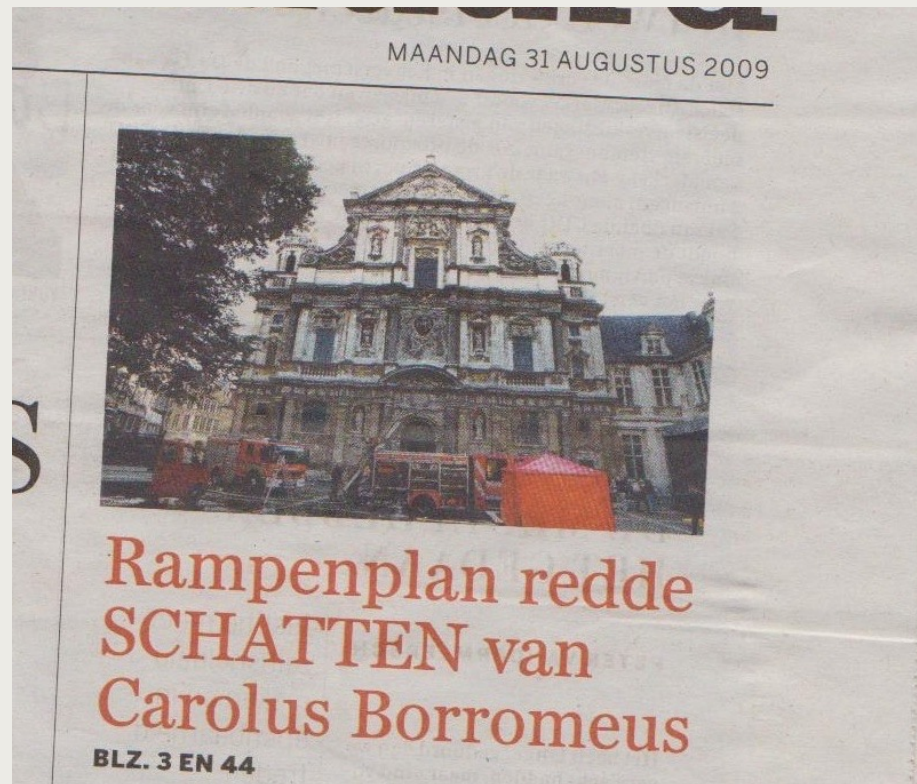 MAANDAG 31 AUGUSTUS 2009
Rampenplan redde
SCHATTEN van
Carolus Borromeus
BLZ. 3 EN 44